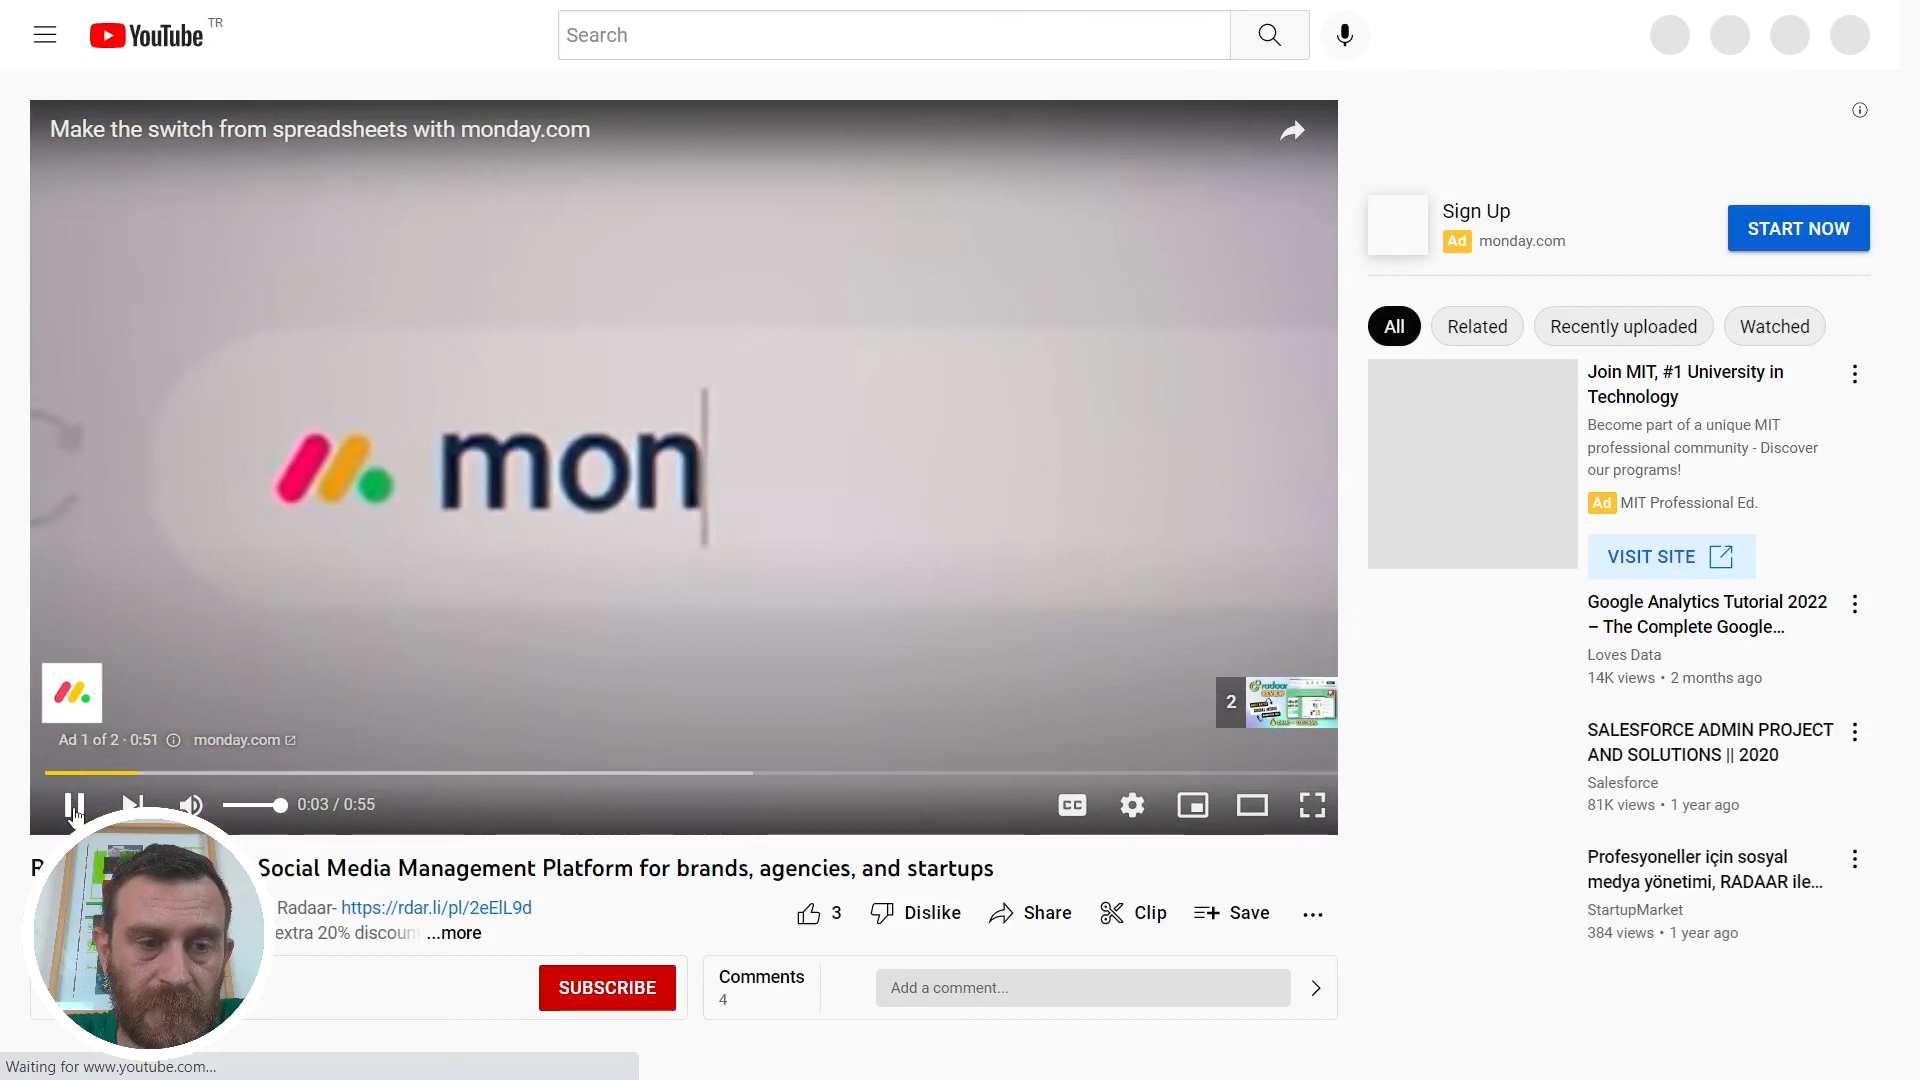 YouTube TR
Search
Make the switch from spreadsheets with monday.com
mon
2
Ad 1 of 2 · 0:51 monday.com
0:03 / 0:55
CC
Social Media Management Platform for brands, agencies, and startups
Radaar- https://rdar.li/pl/2eElL9d
extra 20% discoun ...more
3 Dislike Share Clip Save
SUBSCRIBE
Comments
4
Add a comment...
Sign Up
Ad monday.com
START NOW
All Related Recently uploaded Watched
Join MIT, #1 University in
Technology
Become part of a unique MIT
professional community - Discover
our programs!
Ad MIT Professional Ed.
VISIT SITE
Google Analytics Tutorial 2022
– The Complete Google...
Loves Data
14K views • 2 months ago
SALESFORCE ADMIN PROJECT
AND SOLUTIONS || 2020
Salesforce
81K views • 1 year ago
Profesyoneller için sosyal
medya yönetimi, RADAAR ile...
StartupMarket
384 views • 1 year ago
Waiting for www.youtube.com...